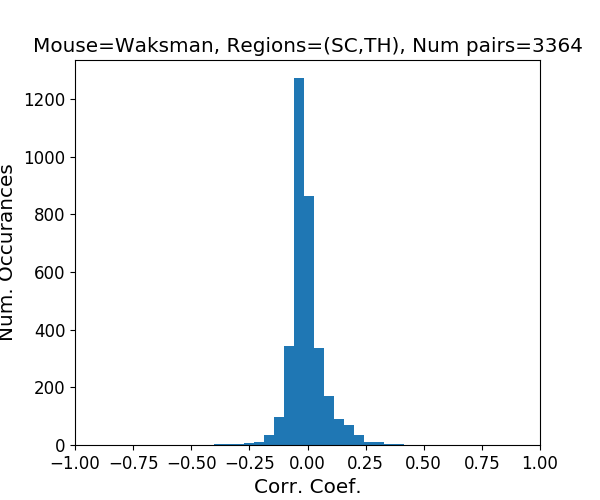 Mouse=Waksman, Regions=(SC,TH), Num pairs=3364
Num. Occurances
1200
1000
800
600
400
200
0
−1.00 −0.75 −0.50 −0.25 0.00 0.25 0.50 0.75 1.00
Corr. Coef.